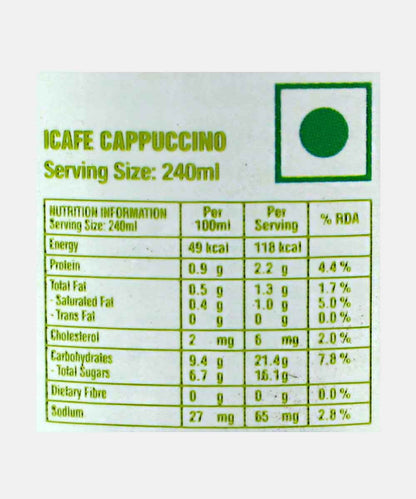 ICAFE CAPPUCCINO
Serving Size: 240ml
NUTRITION INFORMATION Per Per % RDA
Serving Size: 240ml 100ml Serving
Energy 49 kcal 118 kcal
Protein 0.9 g 2.2 g 4.4%
Total Fat 0.5 g 1.3 g 1.7%
- Saturated Fat 0.4 g 1.0 g 5.0%
- Trans Fat 0 g 0 g 0.0%
Cholesterol 2 mg 6 mg 2.0%
Carbohydrates 9.4 g 21.4g 7.8%
- Total Sugars 6.7 g 16.1g
Dietary Fibre 0 g 0 g 0.0%
Sodium 27 mg 65 mg 2.8%